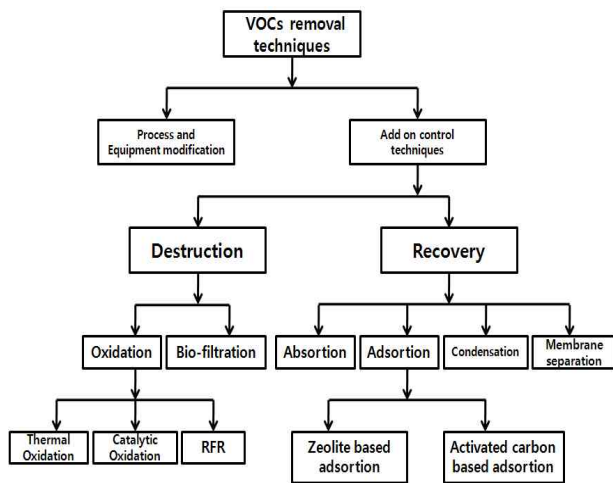 VOCs removal
techniques
Process and
Equipment modification
Add on control
techniques
Destruction
Recovery
Oxidation
Bio-filtration
Absortion
Adsortion
Condensation
Membrane
separation
Thermal
Oxidation
Catalytic
Oxidation
RFR
Zeolite based
adsortion
Activated carbon
based adsortion